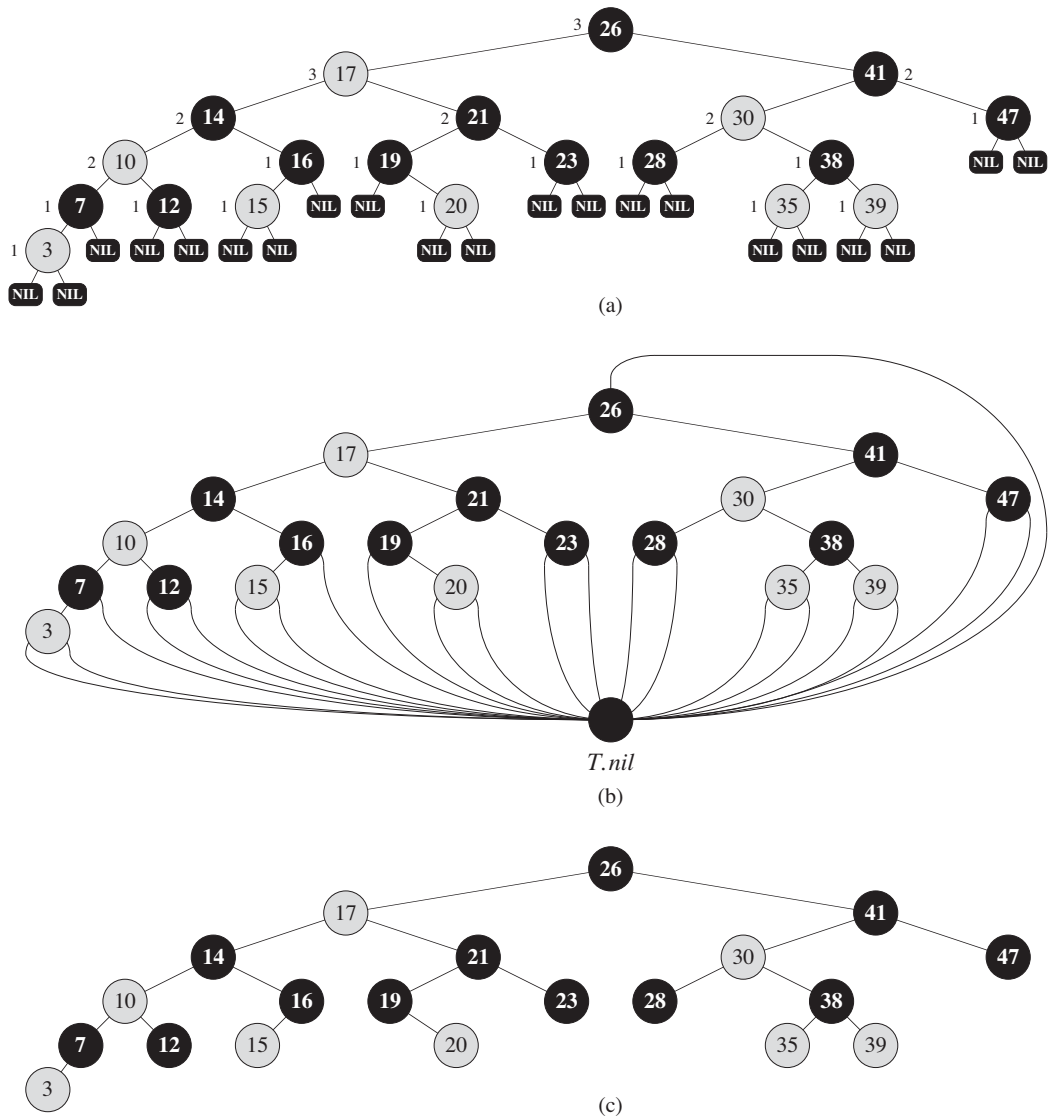 3 26
3 17 41 2
2 14 2 21 2 30 1 47
2 10 1 16 1 19 1 23 1 28 1 38 NIL NIL
1 7 1 12 1 15 NIL NIL 1 20 NIL NIL NIL NIL 1 35 1 39
1 3 NIL NIL NIL NIL NIL NIL NIL NIL NIL NIL NIL
NIL NIL
(a)
26
17 41
14 21 30 47
10 16 19 23 28 38
7 12 15 20 35 39
3
T.nil
(b)
26
17 41
14 21 30 47
10 16 19 23 28 38
7 12 15 20 35 39
3
(c)